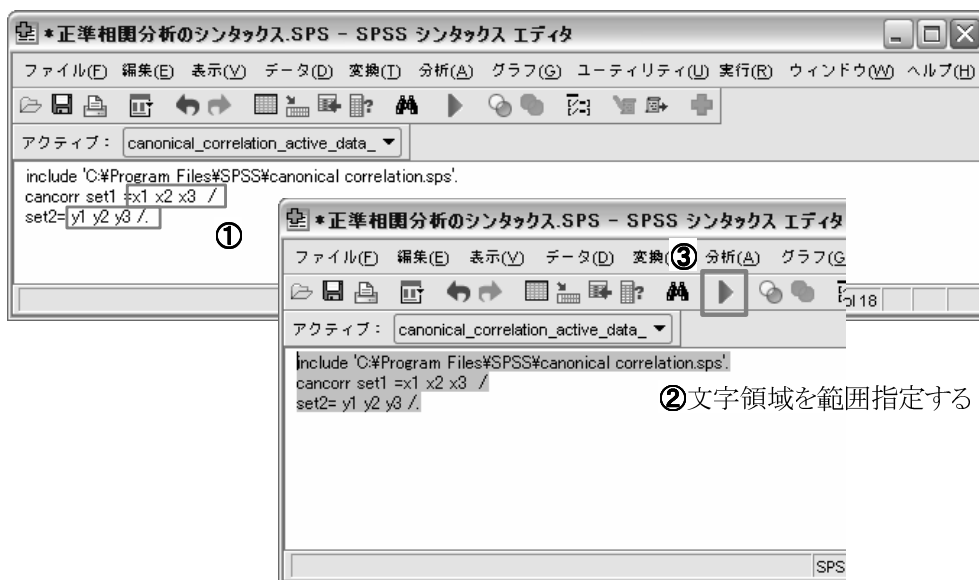 *正準相関分析のシンタックス.SPS - SPSS シンタックス エディタ
ファイル(F) 編集(E) 表示(V) データ(D) 変換(T) 分析(A) グラフ(G) ユーティリティ(U) 実行(R) ウィンドウ(W) ヘルプ(H)
アクティブ： canonical_correlation_active_data_
include 'C:¥Program Files¥SPSS¥canonical correlation.sps'.
cancorr set1 =x1 x2 x3 /
set2= y1 y2 y3 /.
①
*正準相関分析のシンタックス.SPS - SPSS シンタックス エディタ
ファイル(F) 編集(E) 表示(V) データ(D) 変換( ③ 分析(A) グラフ(G
ol 18
アクティブ： canonical_correlation_active_data_
include 'C:¥Program Files¥SPSS¥canonical correlation.sps'.
cancorr set1 =x1 x2 x3 /
set2= y1 y2 y3 /.
②文字領域を範囲指定する
SPS